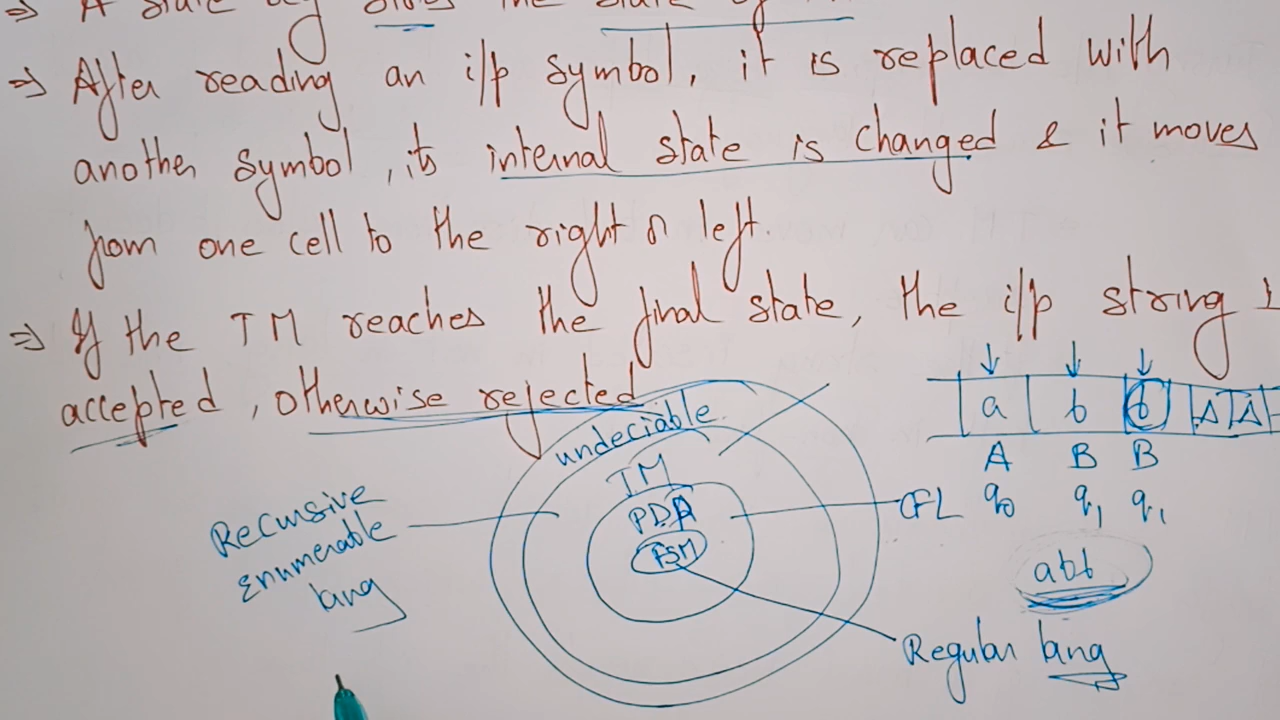 ⇒ A state
⇒ After reading an i/p symbol, it is replaced with
another symbol, its internal state is changed & it moves
from one cell to the right or left.
⇒ If the TM reaches the final state, the i/p string
accepted, otherwise rejected
a b b Δ Δ
A B B
q0 q1 q1
abb
undeciable
TM
PDA
FSM
Recursive
Enumerable
lang
CFL
Regular lang